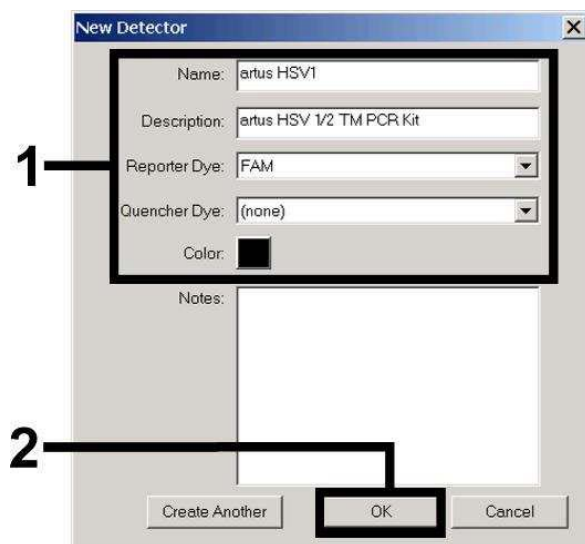 New Detector
Name: artus HSV1
Description: artus HSV 1/2 TM PCR Kit
1
Reporter Dye: FAM
Quencher Dye: (none)
Color:
Notes:
2
Create Another OK Cancel